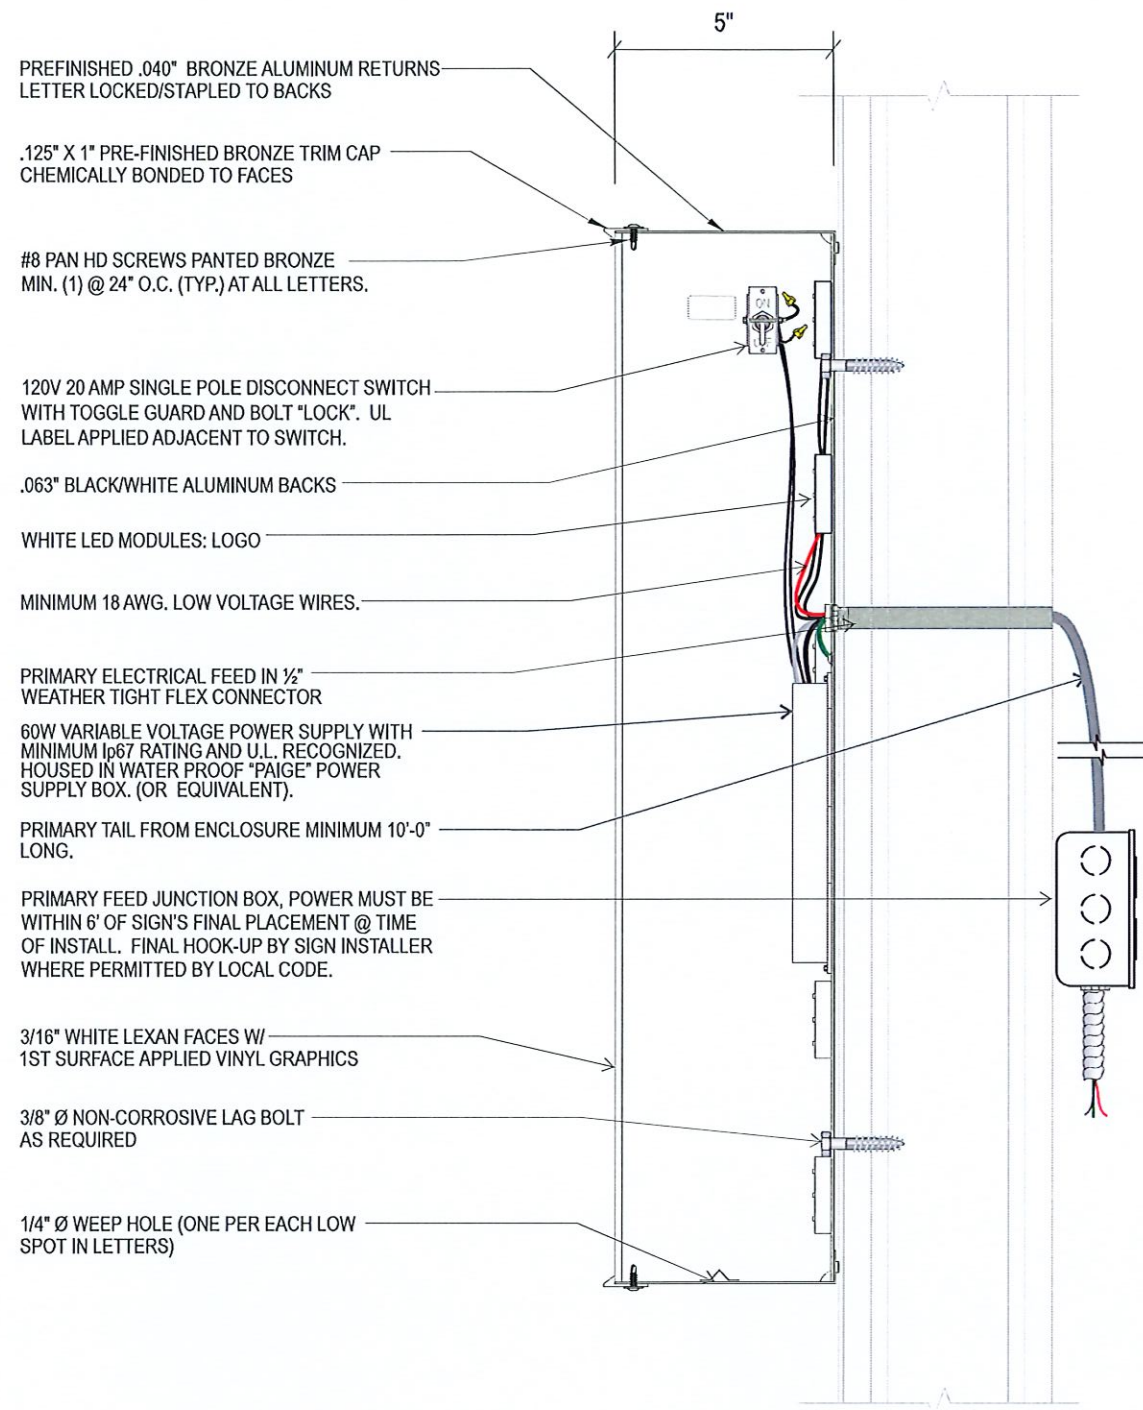 5"
PREFINISHED .040" BRONZE ALUMINUM RETURNS
LETTER LOCKED/STAPLED TO BACKS
.125" X 1" PRE-FINISHED BRONZE TRIM CAP
CHEMICALLY BONDED TO FACES
#8 PAN HD SCREWS PANTED BRONZE
MIN. (1) @ 24" O.C. (TYP.) AT ALL LETTERS.
ON
120V 20 AMP SINGLE POLE DISCONNECT SWITCH
WITH TOGGLE GUARD AND BOLT "LOCK". UL
LABEL APPLIED ADJACENT TO SWITCH.
.063" BLACK/WHITE ALUMINUM BACKS
WHITE LED MODULES: LOGO
MINIMUM 18 AWG. LOW VOLTAGE WIRES.
PRIMARY ELECTRICAL FEED IN ½"
WEATHER TIGHT FLEX CONNECTOR
60W VARIABLE VOLTAGE POWER SUPPLY WITH
MINIMUM Ip67 RATING AND U.L. RECOGNIZED.
HOUSED IN WATER PROOF "PAIGE" POWER
SUPPLY BOX. (OR EQUIVALENT).
PRIMARY TAIL FROM ENCLOSURE MINIMUM 10'-0"
LONG.
PRIMARY FEED JUNCTION BOX, POWER MUST BE
WITHIN 6' OF SIGN'S FINAL PLACEMENT @ TIME
OF INSTALL. FINAL HOOK-UP BY SIGN INSTALLER
WHERE PERMITTED BY LOCAL CODE.
3/16" WHITE LEXAN FACES W/
1ST SURFACE APPLIED VINYL GRAPHICS
3/8" Ø NON-CORROSIVE LAG BOLT
AS REQUIRED
1/4" Ø WEEP HOLE (ONE PER EACH LOW
SPOT IN LETTERS)